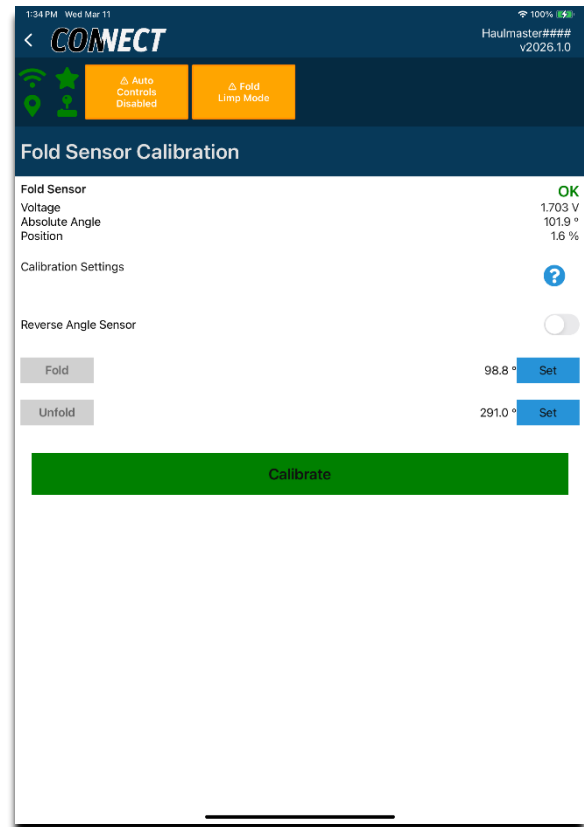 1:34 PM Wed Mar 11
100%
CONNECT
Haulmaster####
v2026.1.0
⚠ Auto
Controls
Disabled
⚠ Fold
Limp Mode
Fold Sensor Calibration
Fold Sensor OK
Voltage 1.703 V
Absolute Angle 101.9 °
Position 1.6 %
Calibration Settings ?
Reverse Angle Sensor
Fold 98.8 ° Set
Unfold 291.0 ° Set
Calibrate